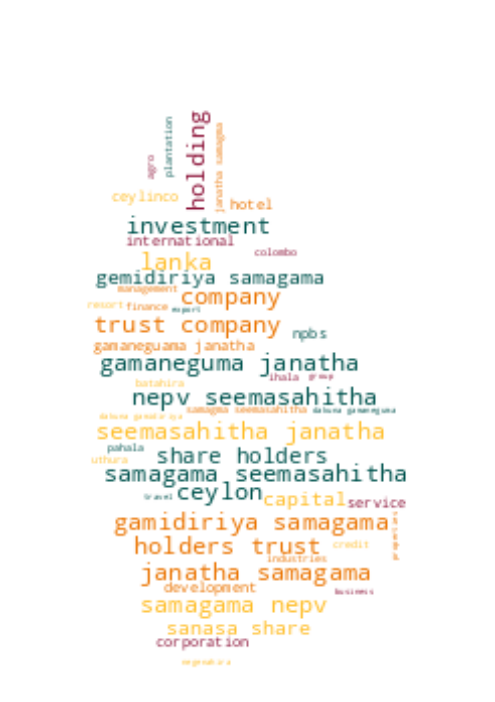 plantation
agro
holding
janatha samagma
ceylinco
hotel
investment
international
colombo
lanka
gemidiriya samagama
management
company
resort
finance
export
trust company
npbs
gamaneguama janatha
gamaneguma janatha
ihala
group
batahira
nepv seemasahitha
samagma seemasahitha
dakuna gamaneguma
dakuna gemidiriya
seemasahitha janatha
pahala
share holders
uthura
samagama seemasahitha
travel
ceylon
capital
service
gamidiriya samagama
holders trust
credit
industries
janatha samagama
development
business
samagama nepv
sanasa share
corporation
negenahira